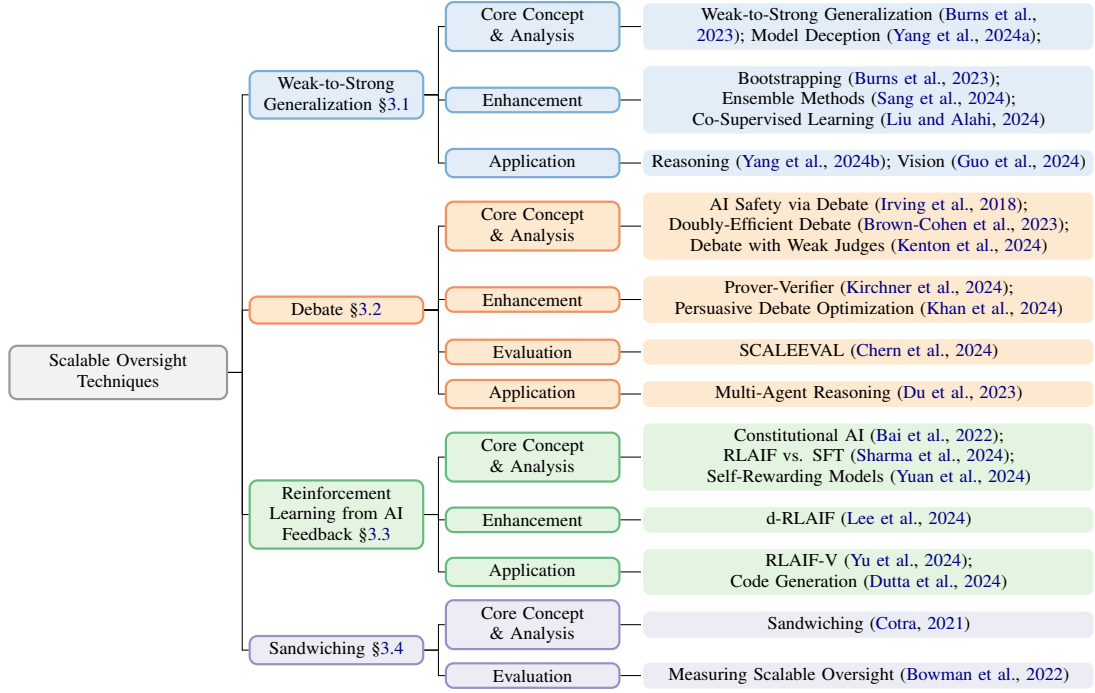 Scalable Oversight
Techniques
Weak-to-Strong
Generalization §3.1
Core Concept
& Analysis
Weak-to-Strong Generalization (Burns et al.,
2023); Model Deception (Yang et al., 2024a);
Enhancement
Bootstrapping (Burns et al., 2023);
Ensemble Methods (Sang et al., 2024);
Co-Supervised Learning (Liu and Alahi, 2024)
Application
Reasoning (Yang et al., 2024b); Vision (Guo et al., 2024)
Debate §3.2
Core Concept
& Analysis
AI Safety via Debate (Irving et al., 2018);
Doubly-Efficient Debate (Brown-Cohen et al., 2023);
Debate with Weak Judges (Kenton et al., 2024)
Enhancement
Prover-Verifier (Kirchner et al., 2024);
Persuasive Debate Optimization (Khan et al., 2024)
Evaluation
SCALEEVAL (Chern et al., 2024)
Application
Multi-Agent Reasoning (Du et al., 2023)
Reinforcement
Learning from AI
Feedback §3.3
Core Concept
& Analysis
Constitutional AI (Bai et al., 2022);
RLAIF vs. SFT (Sharma et al., 2024);
Self-Rewarding Models (Yuan et al., 2024)
Enhancement
d-RLAIF (Lee et al., 2024)
Application
RLAIF-V (Yu et al., 2024);
Code Generation (Dutta et al., 2024)
Sandwiching §3.4
Core Concept
& Analysis
Sandwiching (Cotra, 2021)
Evaluation
Measuring Scalable Oversight (Bowman et al., 2022)